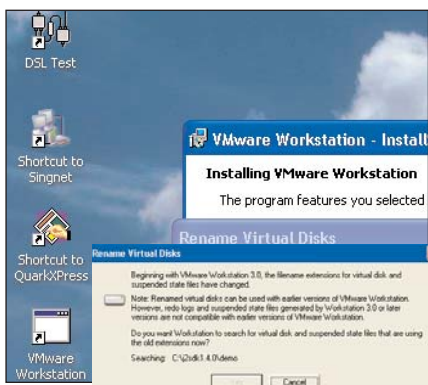 DSL Test
Shortcut to
Singnet
Shortcut to
QuarkXPress
VMware
Workstation
VMware Workstation - Install
Installing VMware Workstation
The program features you selected
Rename Virtual Disks
Rename Virtual Disks
Beginning with VMware Workstation 3.0, the filename extensions for virtual disk and
suspended state files have changed.
Note: Renamed virtual disks can be used with earlier versions of VMware Workstation.
However, redo logs and suspended state files generated by Workstation 3.0 or later
versions are not compatible with earlier versions of VMware Workstation.
Do you want Workstation to search for virtual disk and suspended state files that are using
the old extensions now?
Searching: C:\j2sdk1.4.0\demo
Cancel